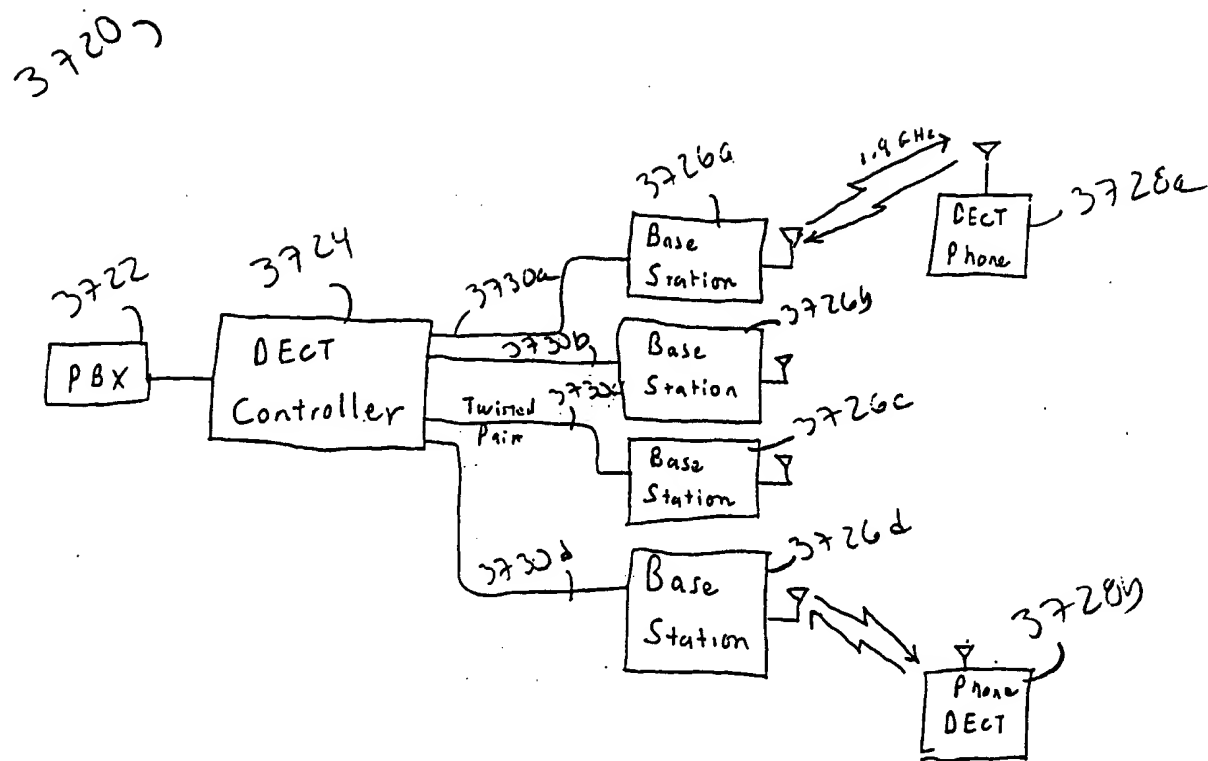 3720
3726a
1.9 GHz
3728a
DECT
Phone
3722
3724
3730a
Base
Station
3726b
PBX
DECT
Controller
3730b
Base
Station
3730c
Twisted
Pair
3726c
Base
Station
3730d
3726d
Base
Station
3728b
Phone
DECT